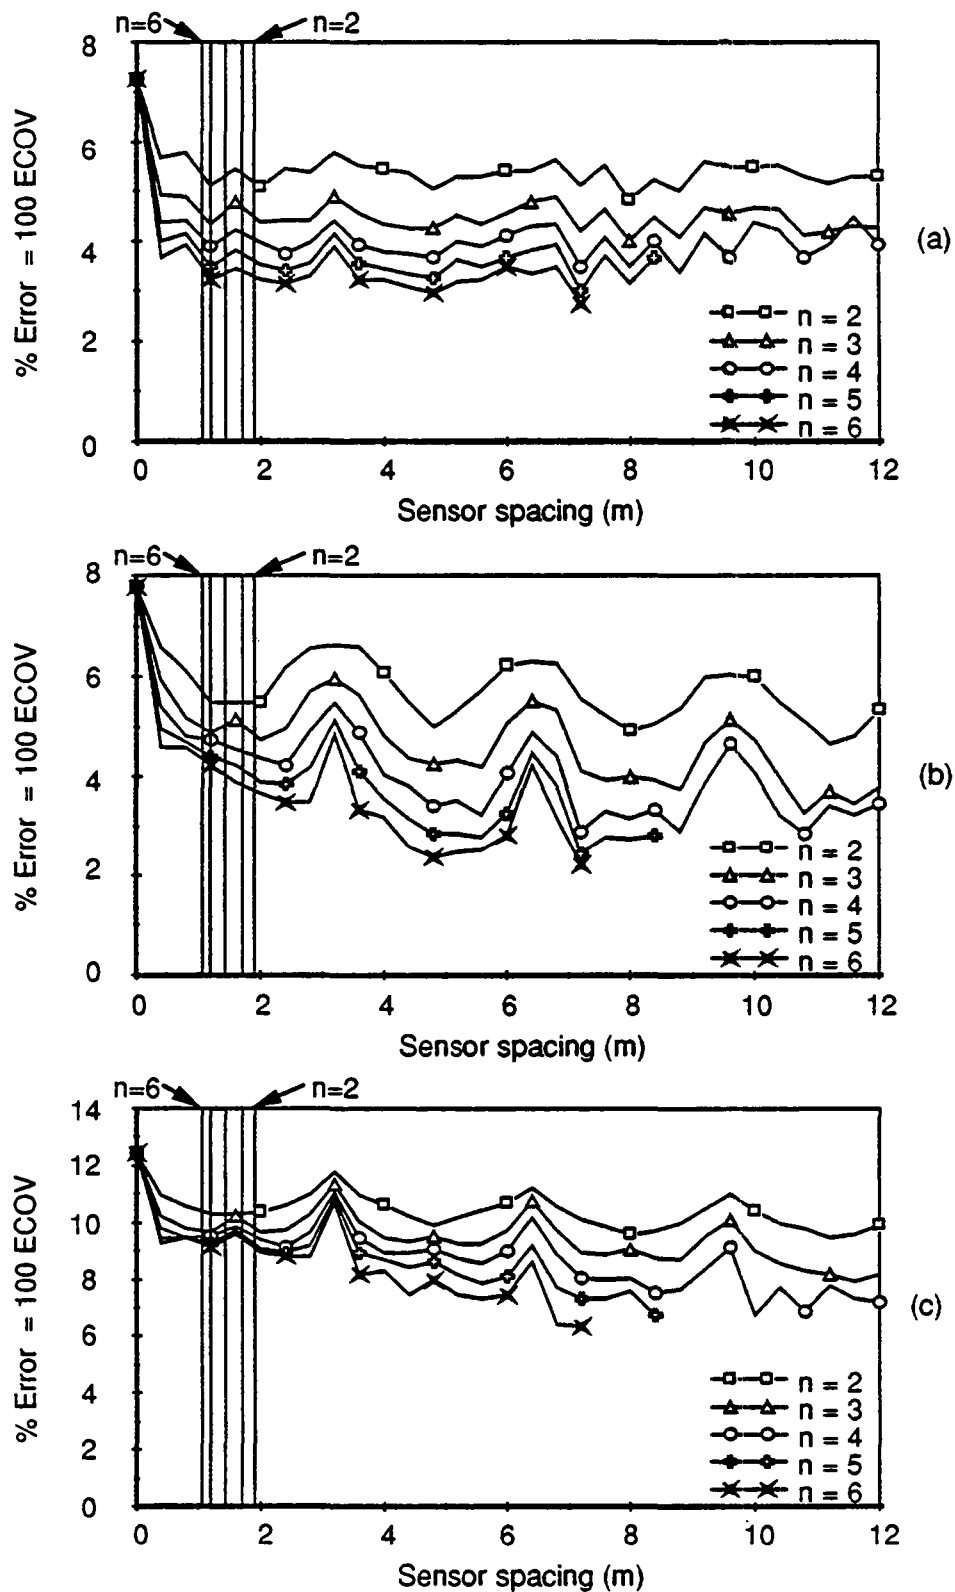 n=6 n=2
8
6
4
2
0
% Error = 100 ECOV
(a)
n = 2
n = 3
n = 4
n = 5
n = 6
0 2 4 6 8 10 12
Sensor spacing (m)
n=6 n=2
8
6
4
2
0
% Error = 100 ECOV
(b)
n = 2
n = 3
n = 4
n = 5
n = 6
0 2 4 6 8 10 12
Sensor spacing (m)
n=6 n=2
14
12
10
8
6
4
2
0
% Error = 100 ECOV
(c)
n = 2
n = 3
n = 4
n = 5
n = 6
0 2 4 6 8 10 12
Sensor spacing (m)